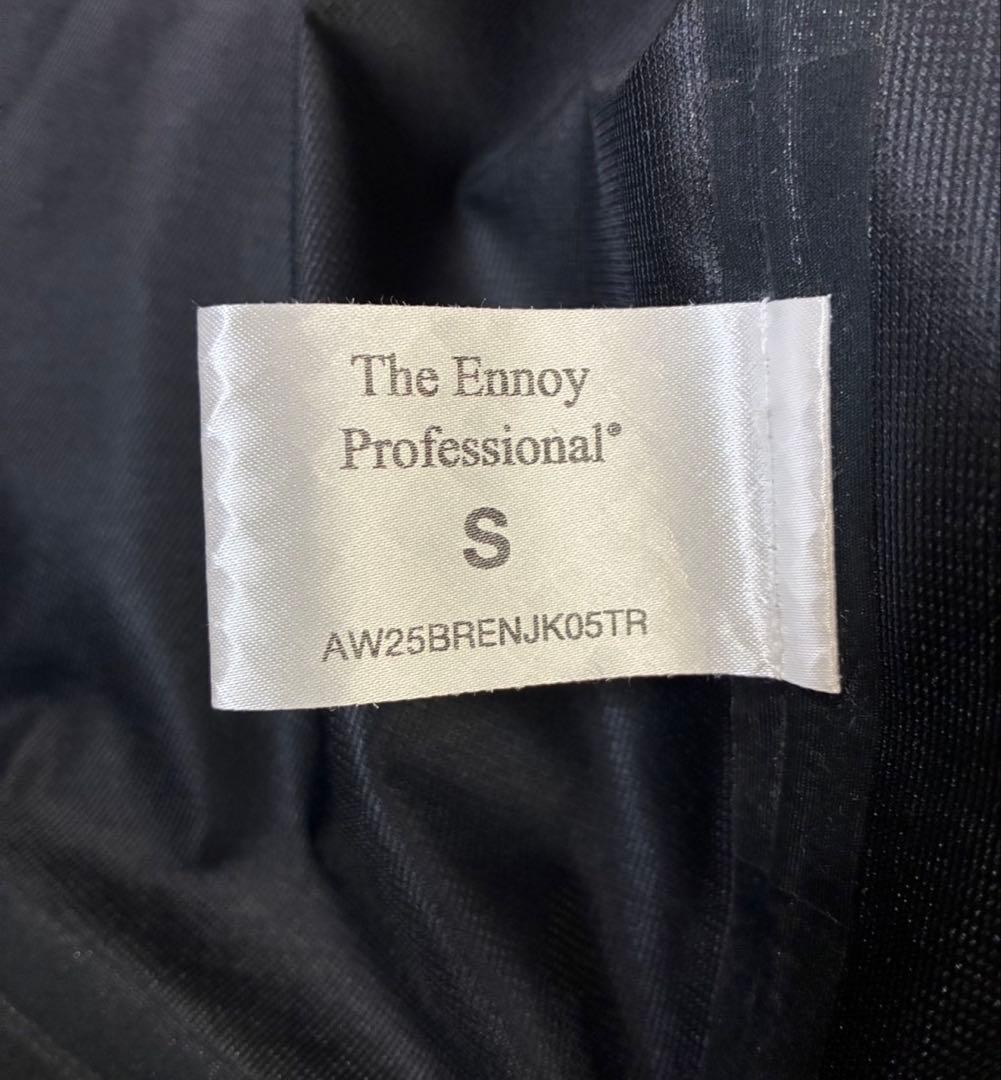 The Ennoy
Professional®
S
AW25BRENJK05TR